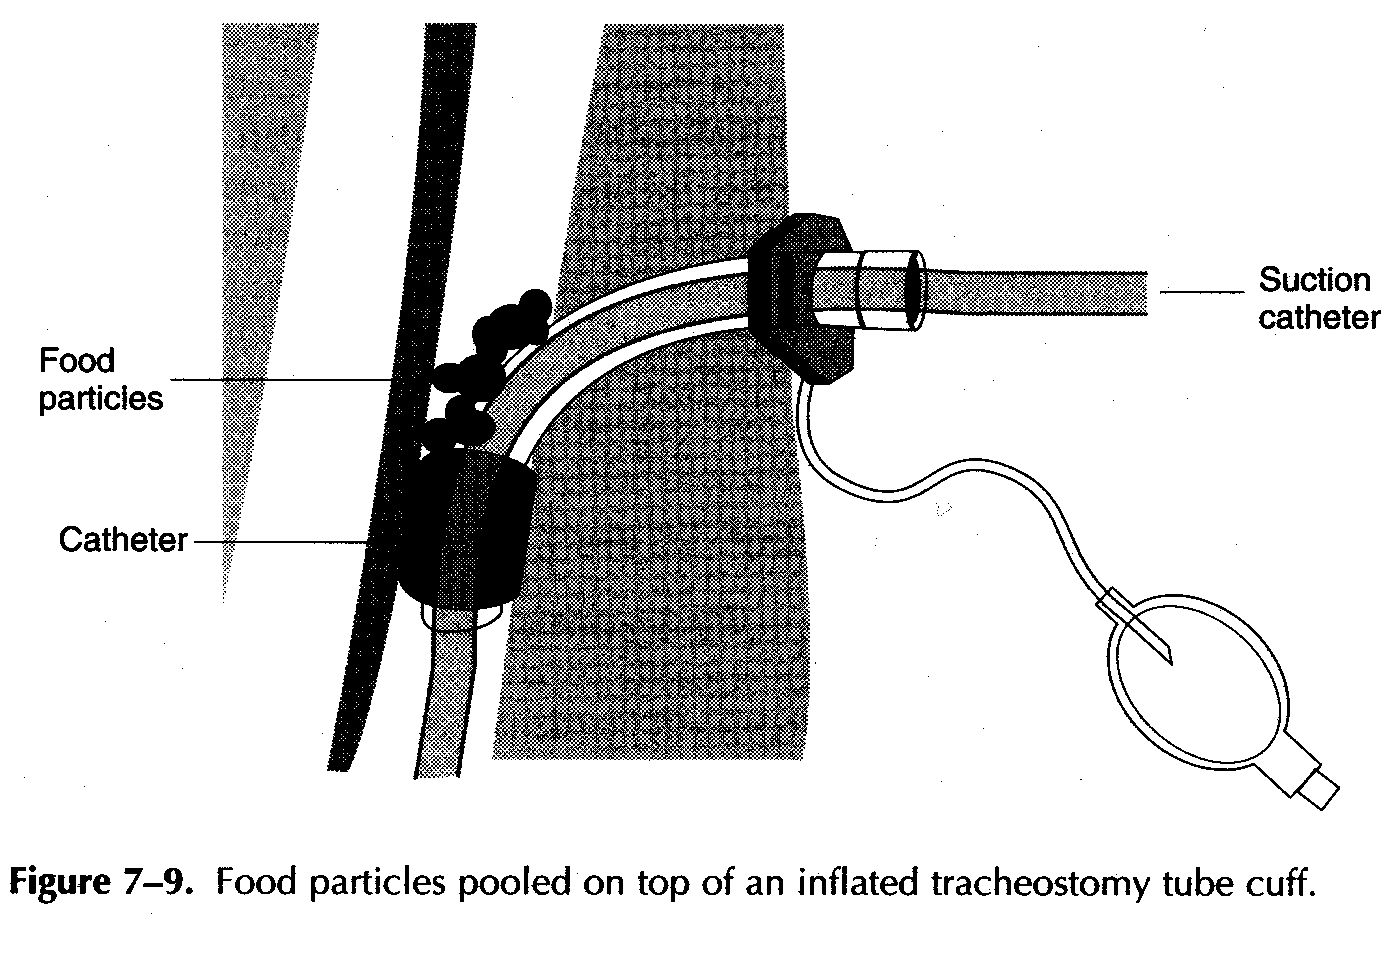 Food
particles
Suction
catheter
Catheter
Figure 7–9. Food particles pooled on top of an inflated tracheostomy tube cuff.